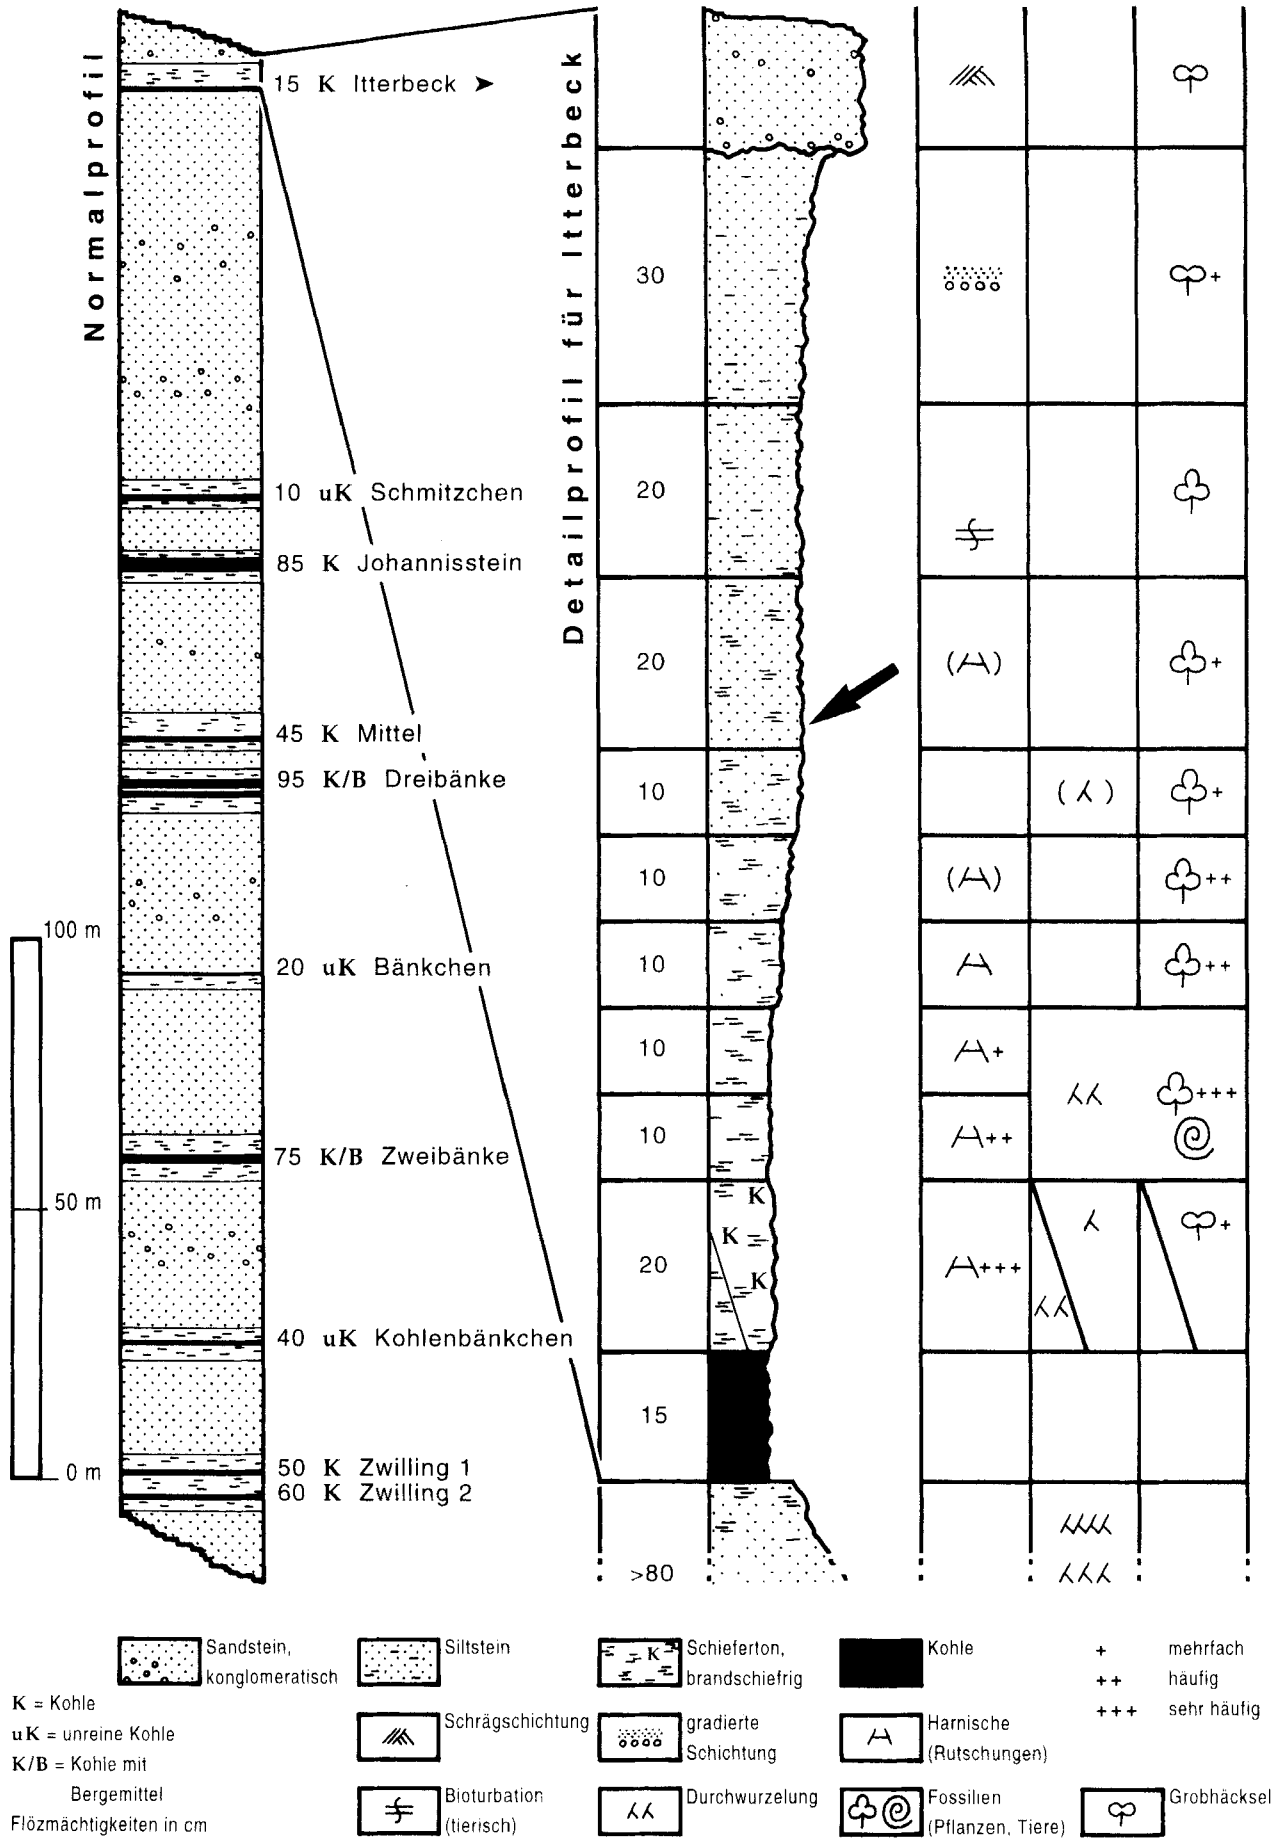 Normalprofil
15 K Itterbeck
10 uK Schmitzchen
85 K Johannisstein
45 K Mittel
95 K/B Dreibänke
20 uK Bänkchen
75 K/B Zweibänke
40 uK Kohlenbänkchen
50 K Zwilling 1
60 K Zwilling 2
100 m
50 m
0 m
Detailprofil für Itterbeck
30
+
20
20
( )
+
10
( )
+
10
( )
++
10
++
10
+
+++
10
++
K
K
20
K
+++
+
15
>80
Sandstein,
konglomeratisch
Siltstein
Schieferton,
brandschiefrig
K
Kohle
+ mehrfach
++ häufig
+++ sehr häufig
K = Kohle
uK = unreine Kohle
K/B = Kohle mit
Bergemittel
Flözmächtigkeiten in cm
Schrägschichtung
gradierte
Schichtung
Harnische
(Rutschungen)
Bioturbation
(tierisch)
Durchwurzelung
Fossilien
(Pflanzen, Tiere)
Grobhäcksel